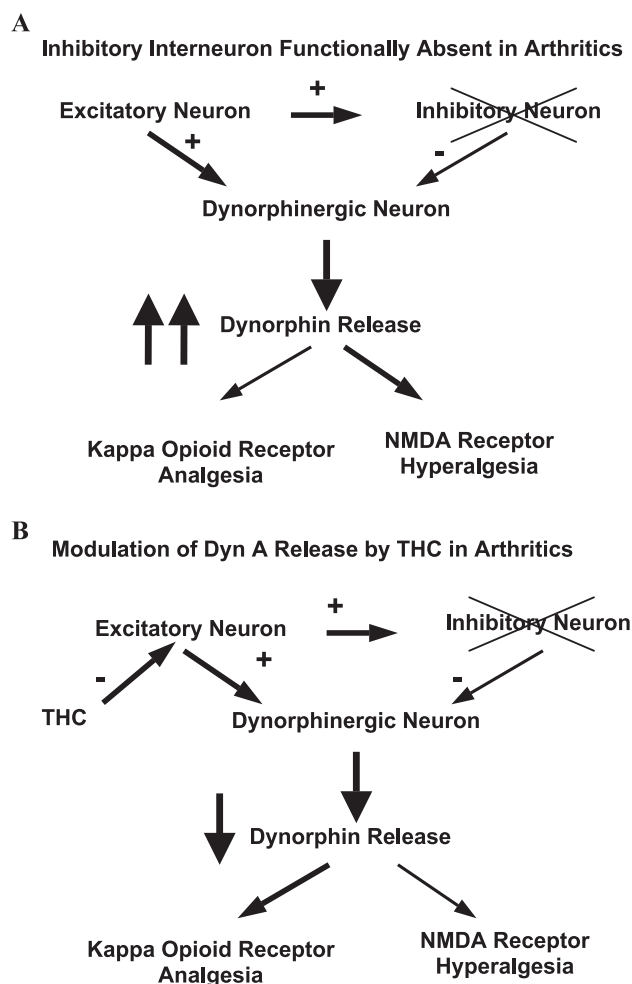 A
Inhibitory Interneuron Functionally Absent in Arthritics
+
Excitatory Neuron
Inhibitory Neuron
+
-
Dynorphinergic Neuron
Dynorphin Release
Kappa Opioid Receptor
Analgesia
NMDA Receptor
Hyperalgesia
B
Modulation of Dyn A Release by THC in Arthritics
+
Excitatory Neuron
Inhibitory Neuron
-
+
-
THC
Dynorphinergic Neuron
Dynorphin Release
Kappa Opioid Receptor
Analgesia
NMDA Receptor
Hyperalgesia